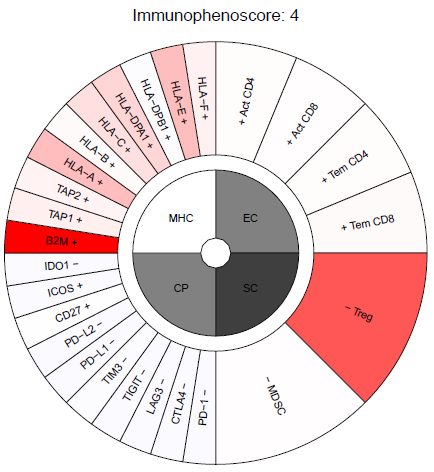 Immunophenoscore: 4
+ Act CD4
+ Act CD8
+ Tem CD4
+ Tem CD8
− Treg
− MDSC
PD−1 −
CTLA4 −
LAG3 −
TIGIT −
TIM3 −
PD−L1 −
PD−L2 −
CD27 +
ICOS +
IDO1 −
B2M +
TAP1 +
TAP2 +
HLA−A +
HLA−B +
HLA−C +
HLA−DPA1 +
HLA−DPB1 +
HLA−E +
HLA−F +
MHC
EC
CP
SC